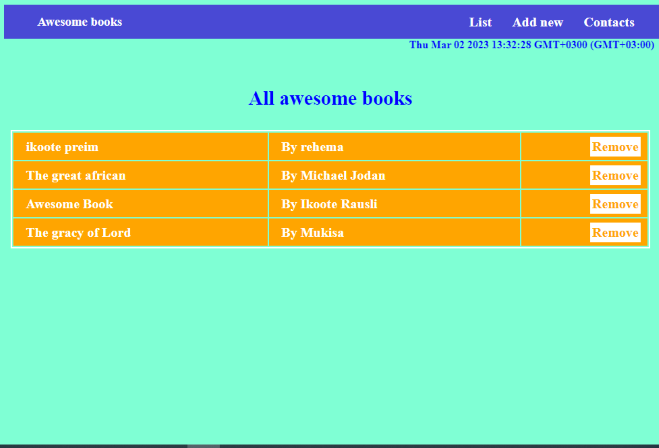 Awesome books List Add new Contacts
Thu Mar 02 2023 13:32:28 GMT+0300 (GMT+03:00)
All awesome books
ikoote preim By rehema Remove
The great african By Michael Jodan Remove
Awesome Book By Ikoote Rausli Remove
The gracy of Lord By Mukisa Remove